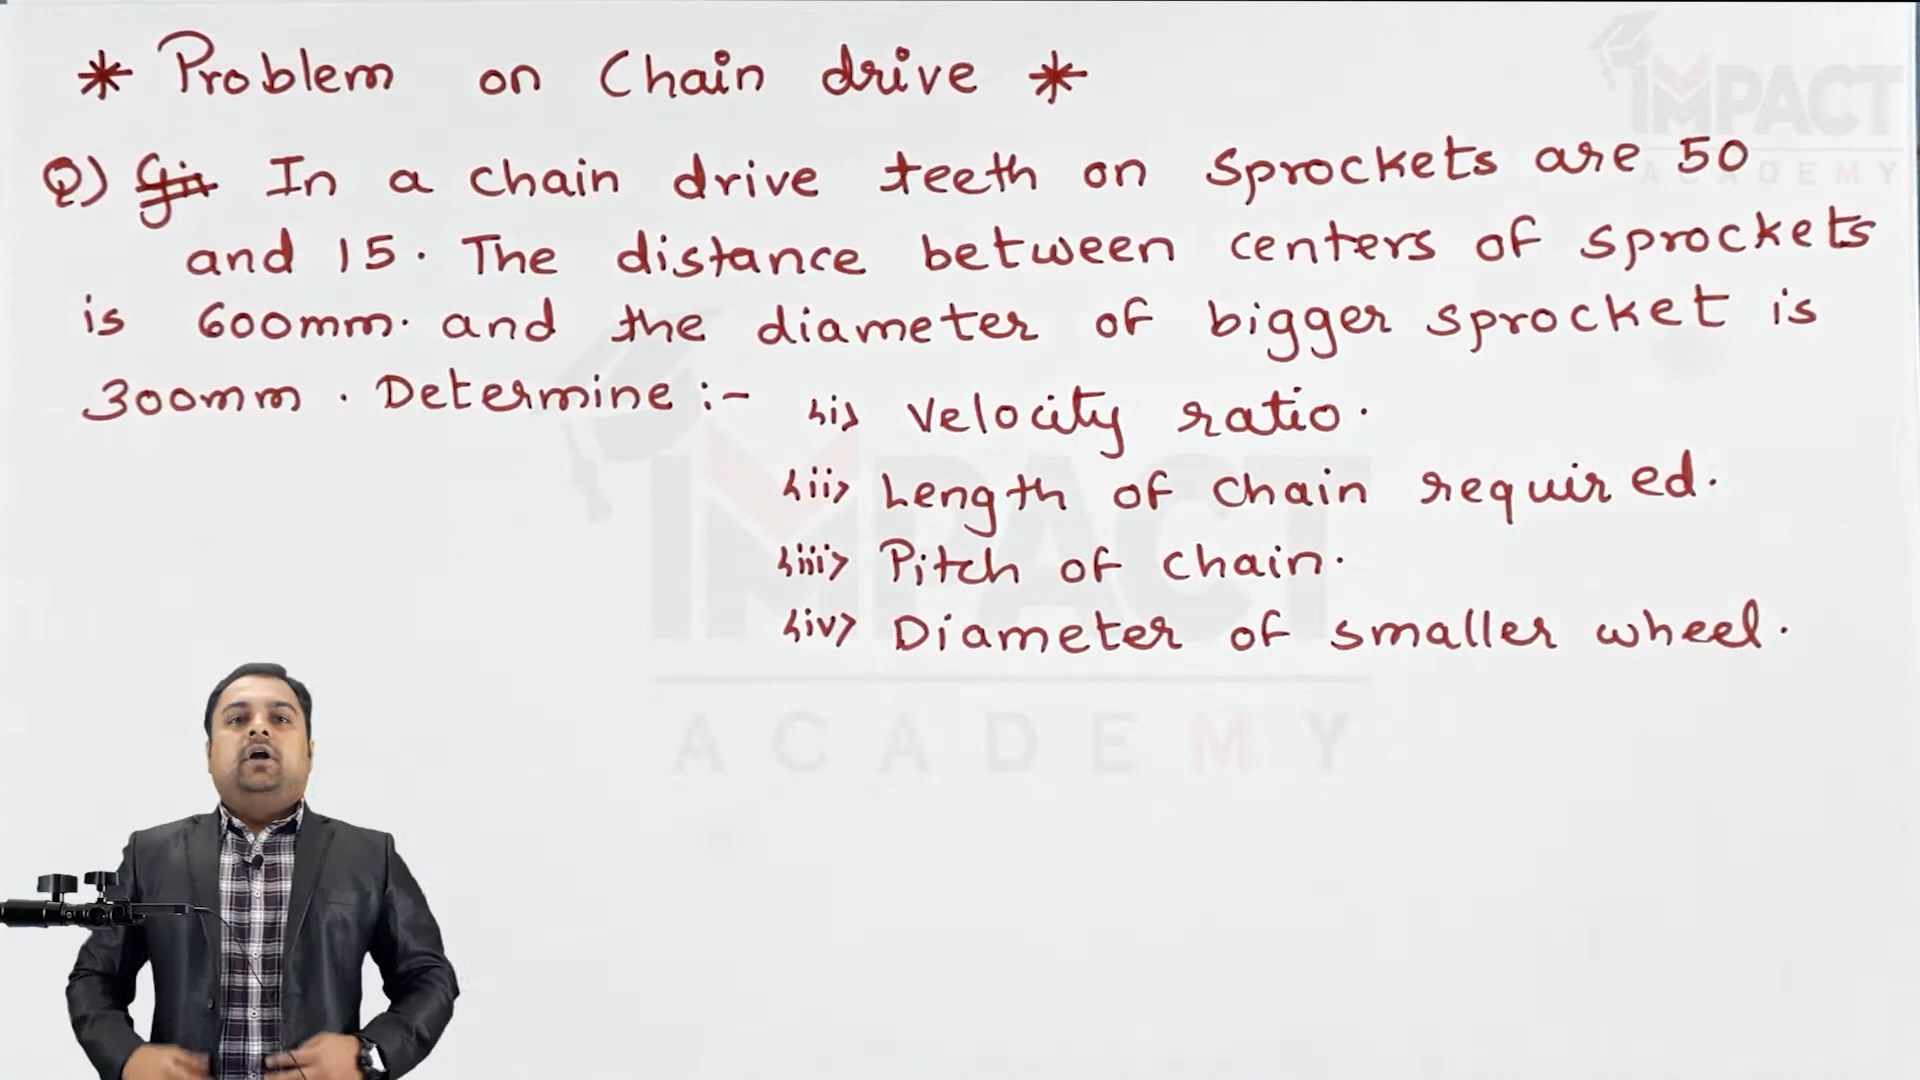 * Problem on Chain drive *
Q) In a chain drive teeth on sprockets are 50
and 15. The distance between centers of sprockets
is 600mm. and the diameter of bigger sprocket is
300mm. Determine :- <i> Velocity ratio.
<ii> Length of chain required.
<iii> Pitch of chain.
<iv> Diameter of smaller wheel.
IMPACT
ACADEMY
IMPACT
ACADEMY